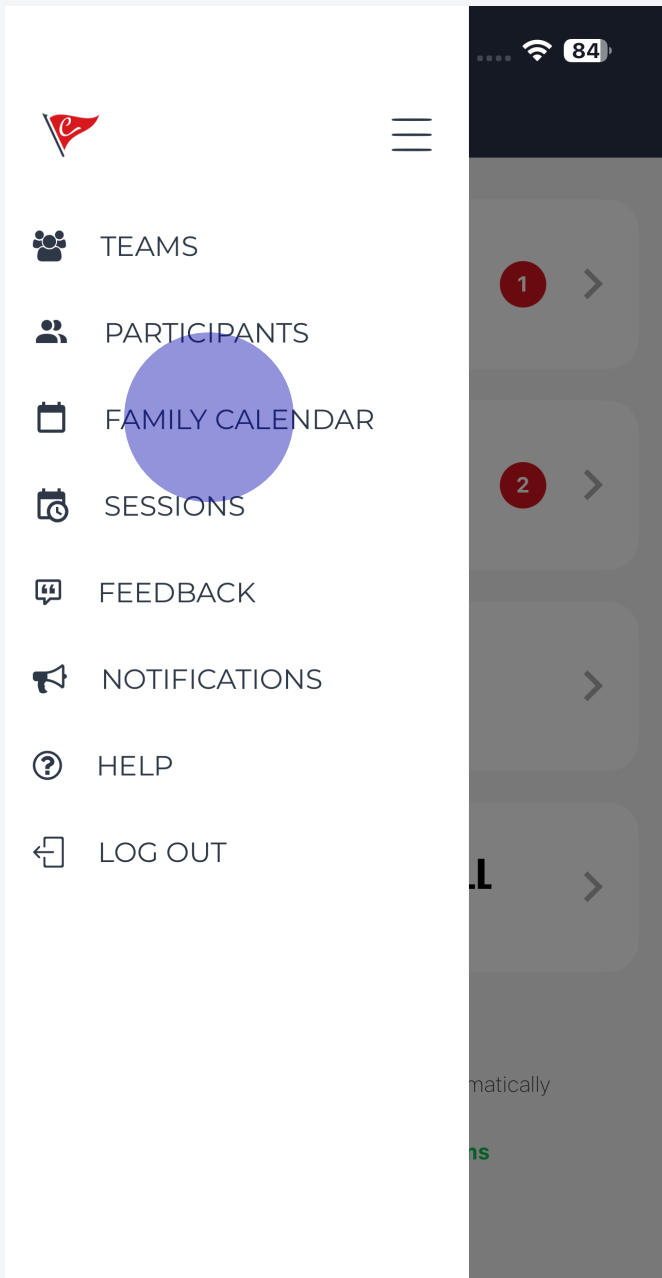 84
C
TEAMS
1
PARTICIPANTS
FAMILY CALENDAR
2
SESSIONS
FEEDBACK
NOTIFICATIONS
HELP
LOG OUT
LL
matically
ns